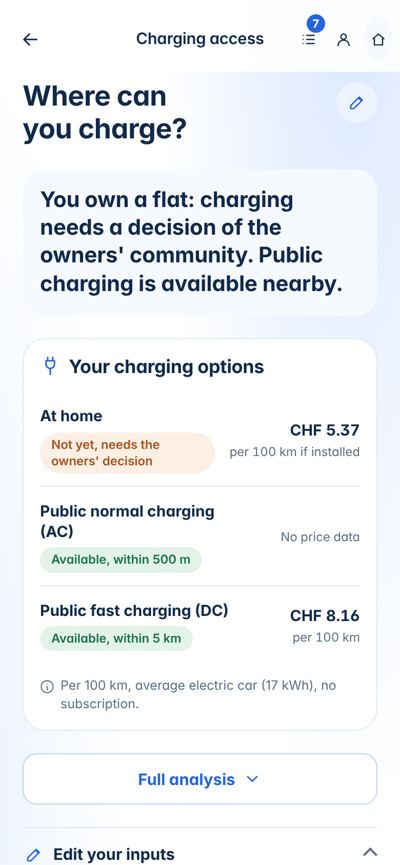 7
Charging access
Where can
you charge?
You own a flat: charging
needs a decision of the
owners' community. Public
charging is available nearby.
Your charging options
At home
Not yet, needs the
owners' decision
CHF 5.37
per 100 km if installed
Public normal charging
(AC)
Available, within 500 m
No price data
Public fast charging (DC)
Available, within 5 km
CHF 8.16
per 100 km
Per 100 km, average electric car (17 kWh), no
subscription.
Full analysis
Edit your inputs